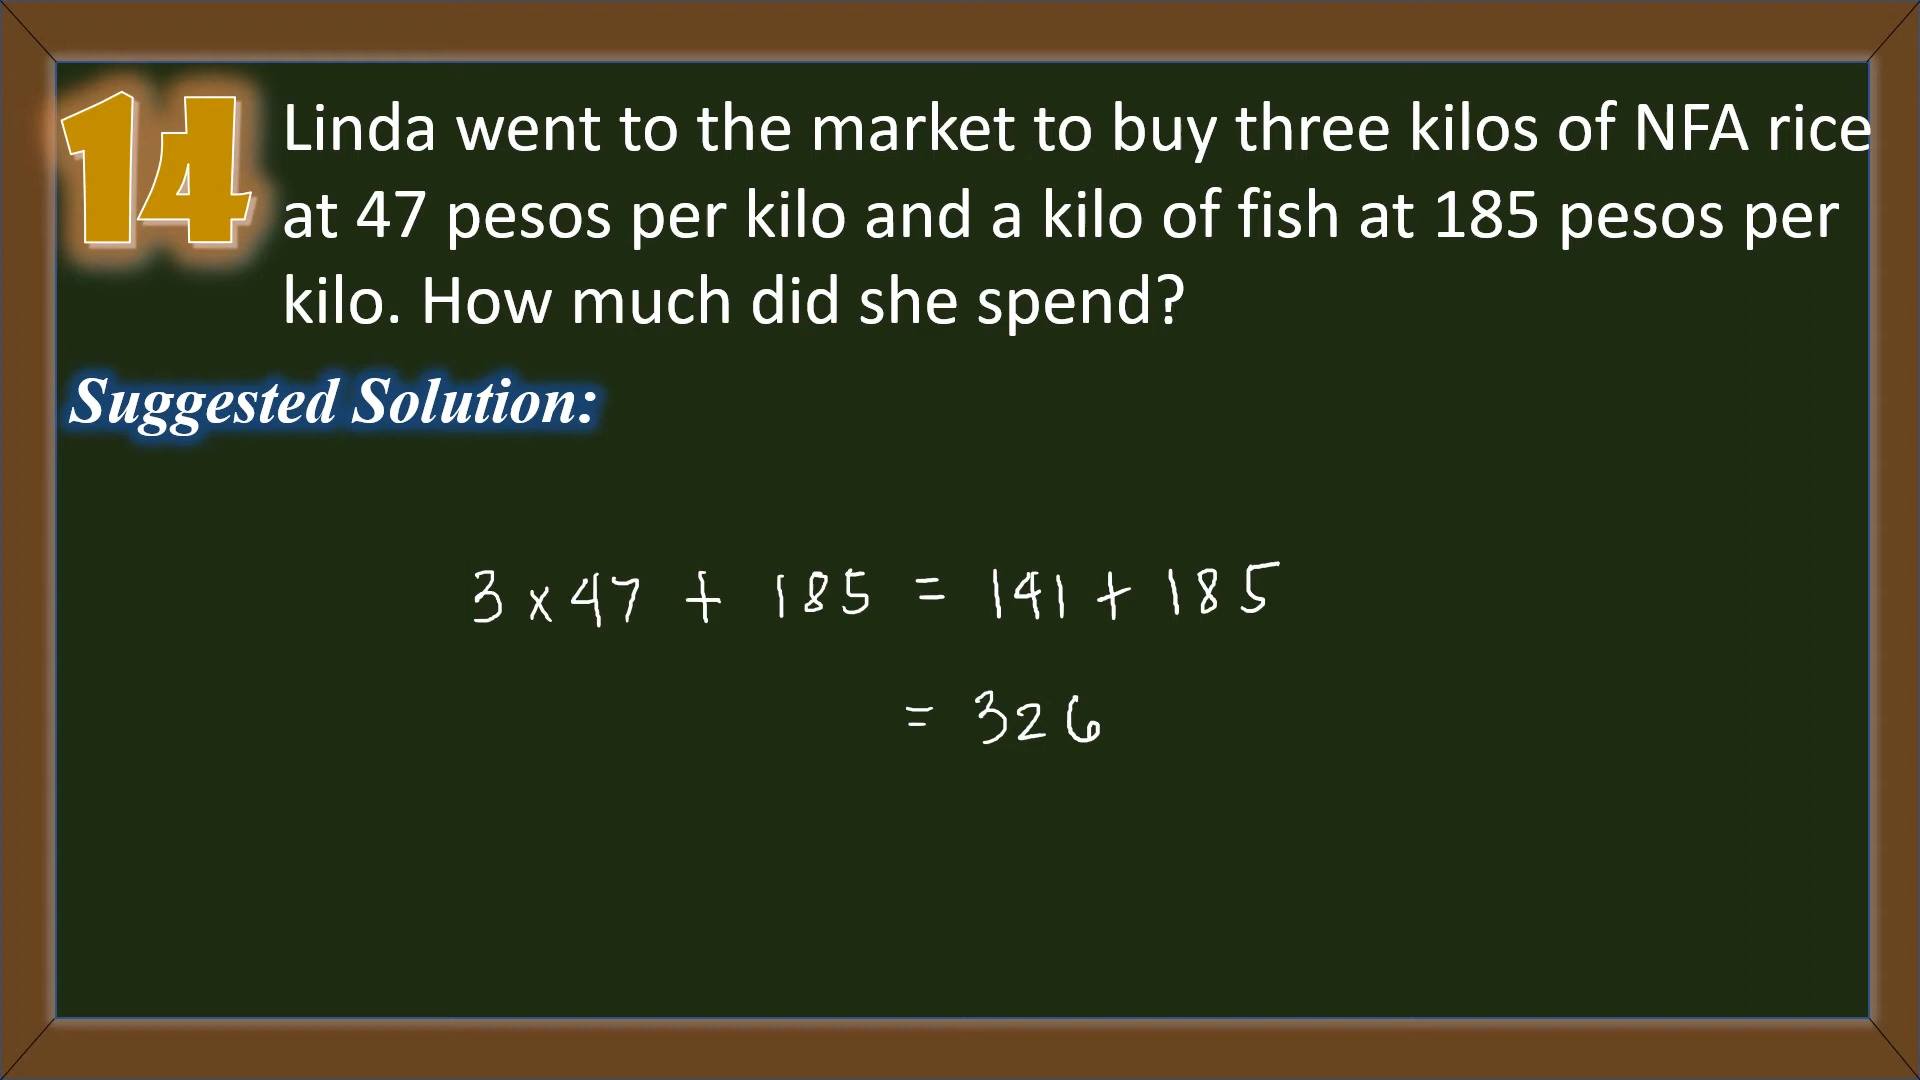 14
Linda went to the market to buy three kilos of NFA rice
at 47 pesos per kilo and a kilo of fish at 185 pesos per
kilo. How much did she spend?
Suggested Solution:
3 x 47 + 185 = 141 + 185
= 326